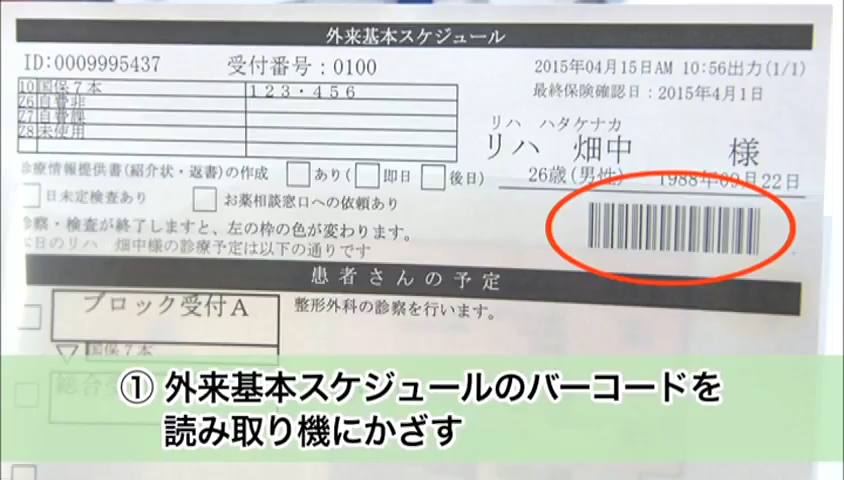 外来基本スケジュール
ID:0009995437
受付番号：0100
2015年04月15日AM 10:56出力(1/1)
最終保険確認日：2015年4月1日
10 国保７本
１２３・４５６
Z6 自費非
Z7 自費課
Z8 未使用
リハ ハタケナカ
リハ 畑中 様
26歳(男性) 1988年09月22日
診療情報提供書(紹介状・返書)の作成 あり( 即日 後日)
日未定検査あり
お薬相談窓口への依頼あり
診察・検査が終了しますと、左の枠の色が変わります。
本日のリハ 畑中様の診療予定は以下の通りです
患者さんの予定
ブロック受付A
整形外科の診察を行います。
国保７本
総合受
① 外来基本スケジュールのバーコードを
読み取り機にかざす